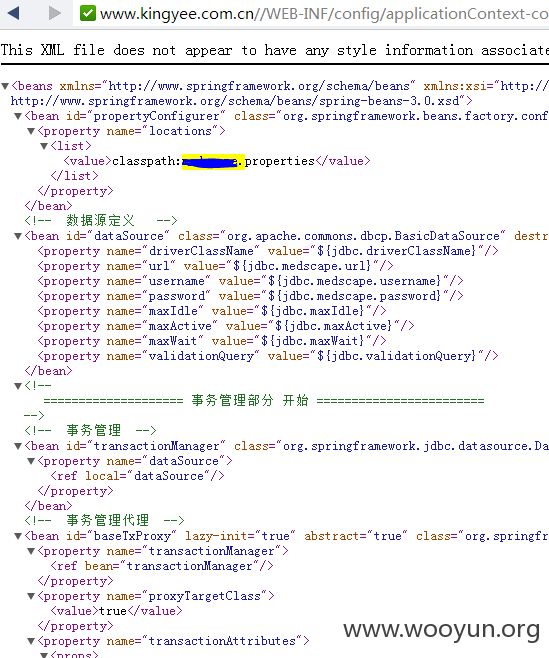 www.kingyee.com.cn//WEB-INF/config/applicationContext-co
This XML file does not appear to have any style information associate
<beans xmlns="http://www.springframework.org/schema/beans" xmlns:xsi="http://
http://www.springframework.org/schema/beans/spring-beans-3.0.xsd">
<bean id="propertyConfigurer" class="org.springframework.beans.factory.conf
<property name="locations">
<list>
<value>classpath: .properties</value>
</list>
</property>
</bean>
<!-- 数据源定义 -->
<bean id="dataSource" class="org.apache.commons.dbcp.BasicDataSource" destr
<property name="driverClassName" value="${jdbc.driverClassName}"/>
<property name="url" value="${jdbc.medscape.url}"/>
<property name="username" value="${jdbc.medscape.username}"/>
<property name="password" value="${jdbc.medscape.password}"/>
<property name="maxIdle" value="${jdbc.maxIdle}"/>
<property name="maxActive" value="${jdbc.maxActive}"/>
<property name="maxWait" value="${jdbc.maxWait}"/>
<property name="validationQuery" value="${jdbc.validationQuery}"/>
</bean>
<!--
==================== 事务管理部分 开始 ========================
-->
<!-- 事务管理 -->
<bean id="transactionManager" class="org.springframework.jdbc.datasource.Da
<property name="dataSource">
<ref local="dataSource"/>
</property>
</bean>
<!-- 事务管理代理 -->
<bean id="baseTxProxy" lazy-init="true" abstract="true" class="org.springfr
<property name="transactionManager">
<ref bean="transactionManager"/>
</property>
<property name="proxyTargetClass">
<value>true</value>
</property>
<property name="transactionAttributes">
<props>
www.wooyun.org